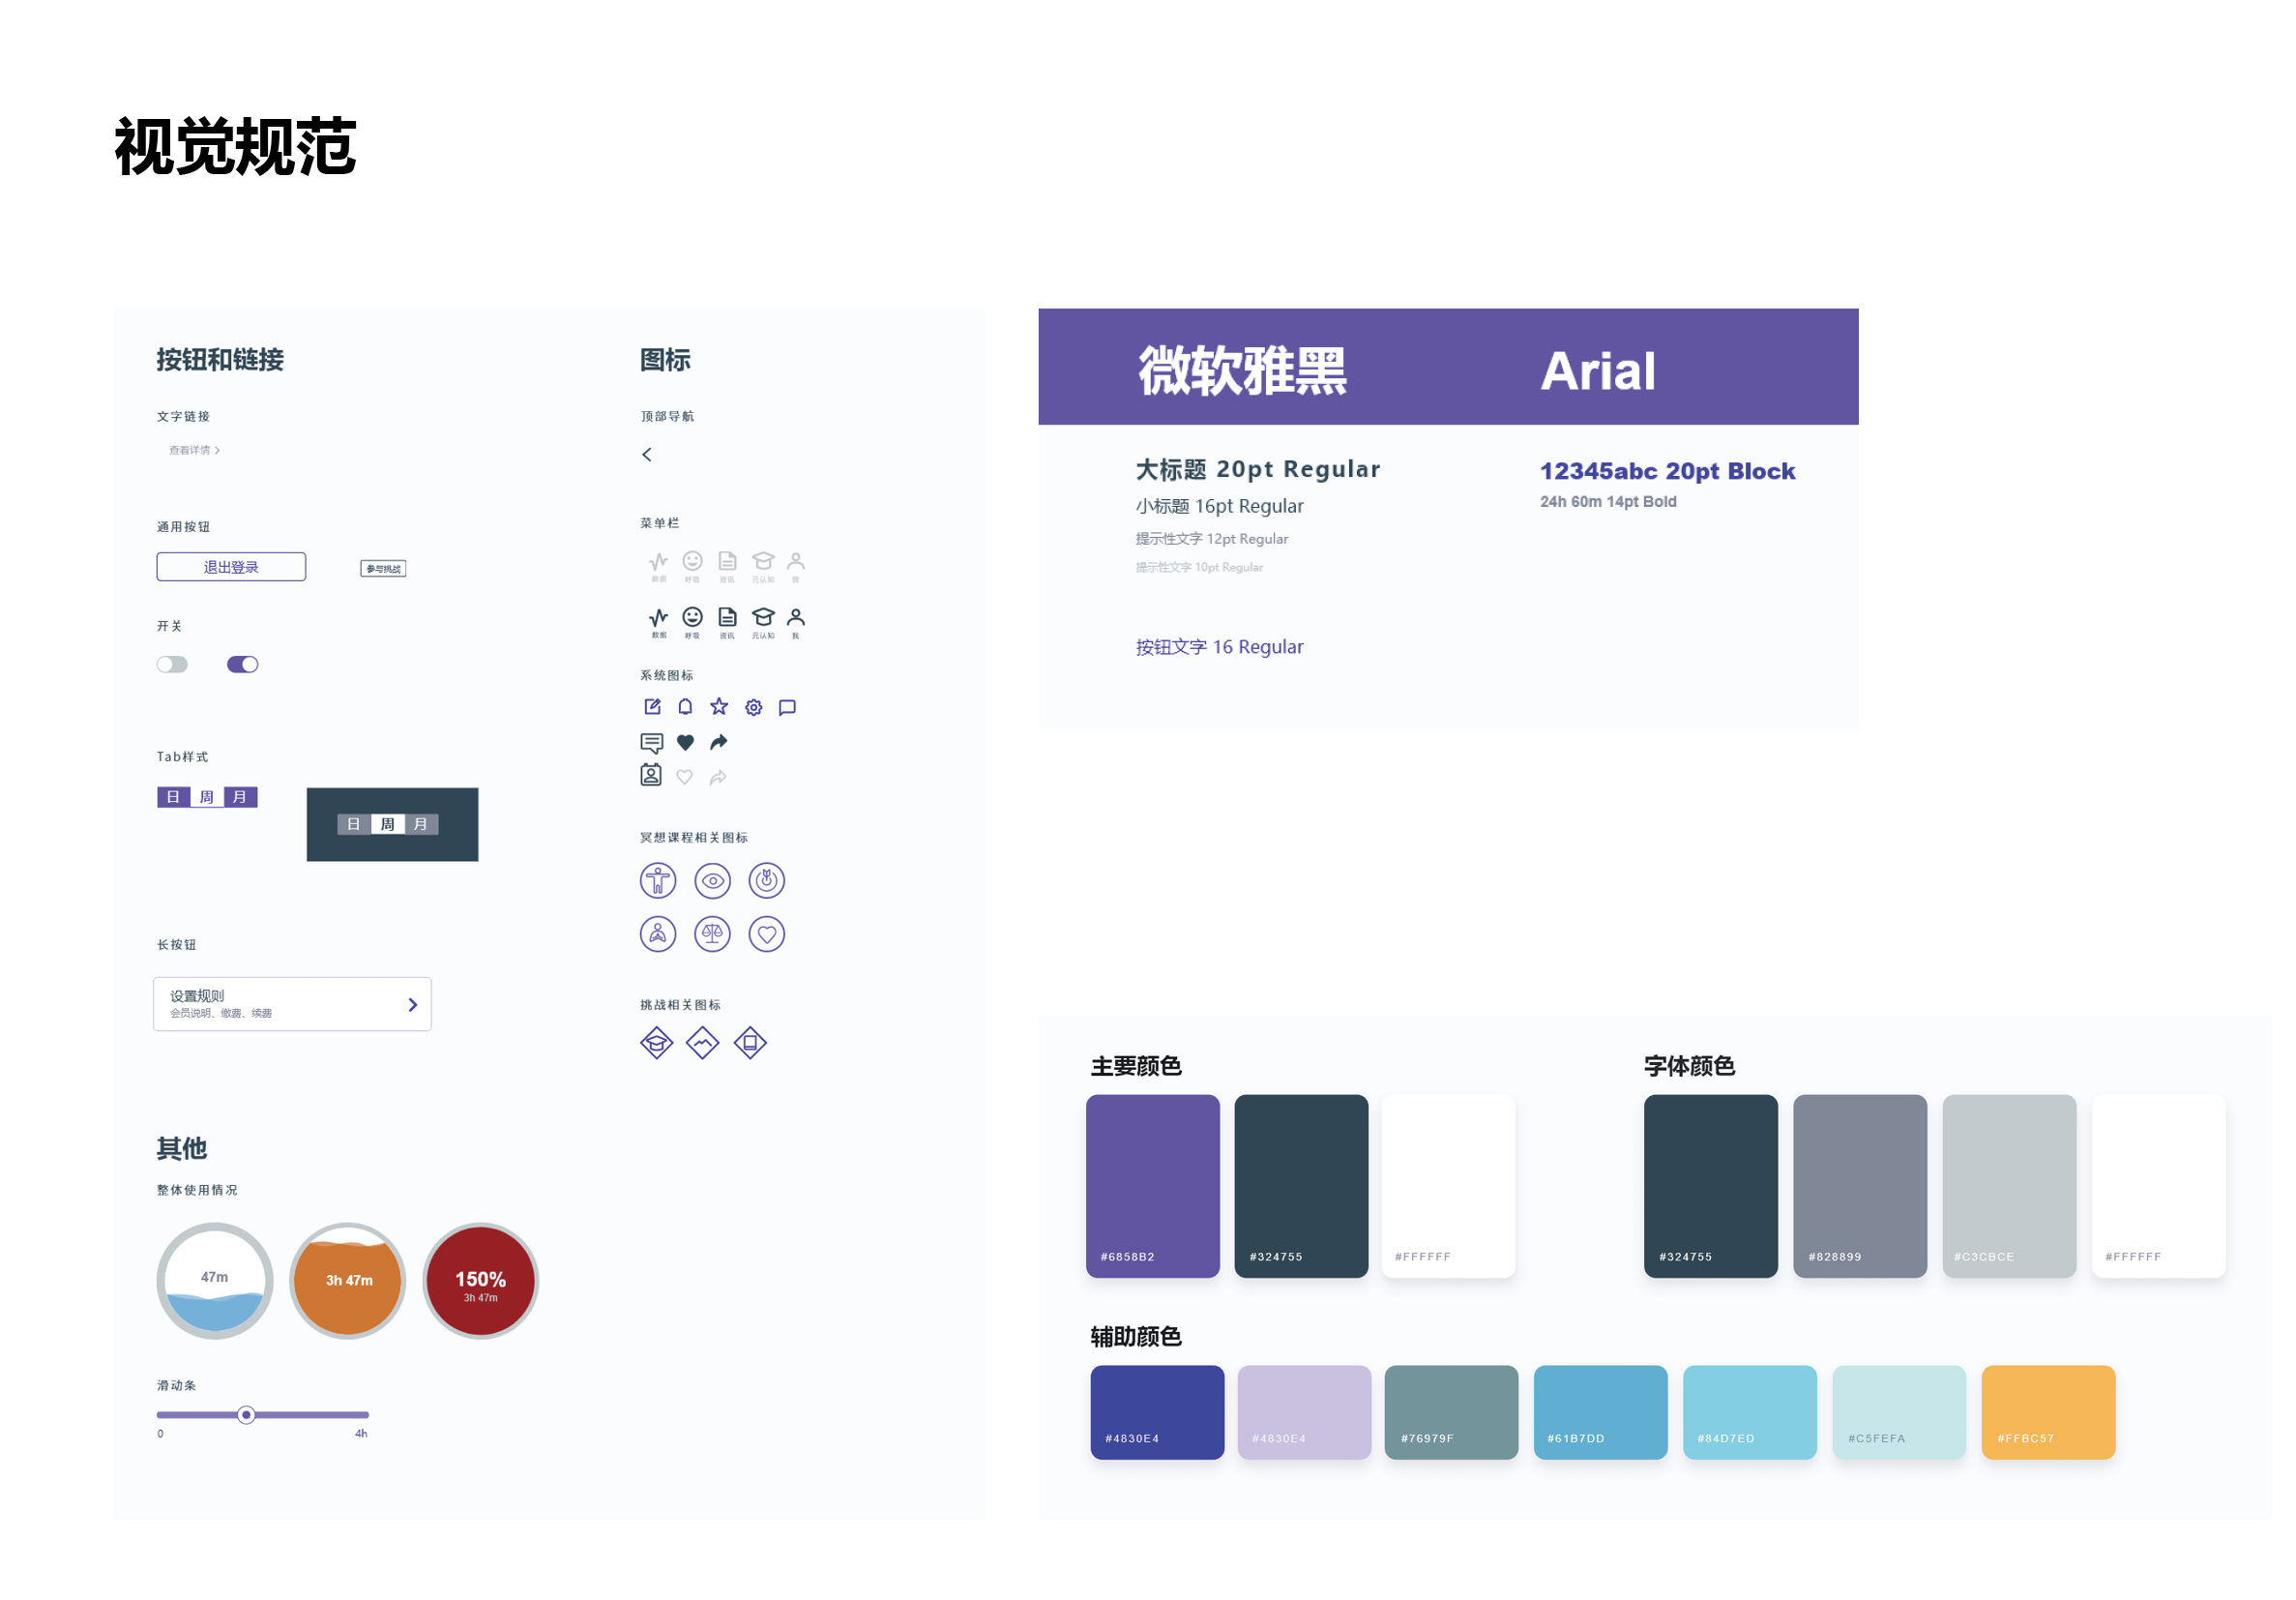 视觉规范
按钮和链接
文字链接
查看详情
通用按钮
退出登录
参与挑战
开关
Tab样式
日 周 月
日 周 月
长按钮
设置规则
会员说明、缴费、续费
其他
整体使用情况
47m
3h 47m
150%
3h 47m
滑动条
0
4h
图标
顶部导航
菜单栏
数据 呼吸 资讯 元认知 我
数据 呼吸 资讯 元认知 我
系统图标
冥想课程相关图标
挑战相关图标
微软雅黑
大标题 20pt Regular
小标题 16pt Regular
提示性文字 12pt Regular
提示性文字 10pt Regular
按钮文字 16 Regular
Arial
12345abc 20pt Block
24h 60m 14pt Bold
主要颜色
#6858B2
#324755
#FFFFFF
字体颜色
#324755
#828899
#C3CBCE
#FFFFFF
辅助颜色
#4830E4
#4830E4
#76979F
#61B7DD
#84D7ED
#C5FEFA
#FFBC57